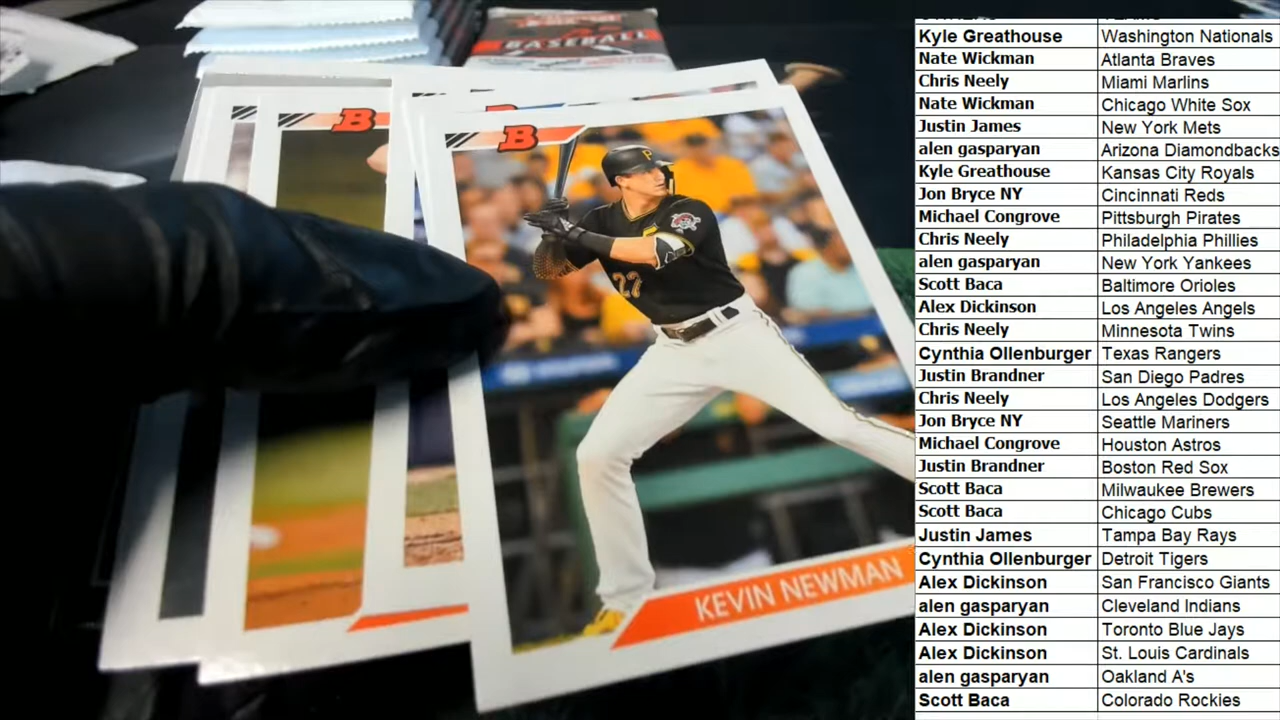 BASEBALL
B
B
P
27
KEVIN NEWMAN
Kyle Greathouse Washington Nationals
Nate Wickman Atlanta Braves
Chris Neely Miami Marlins
Nate Wickman Chicago White Sox
Justin James New York Mets
alen gasparyan Arizona Diamondbacks
Kyle Greathouse Kansas City Royals
Jon Bryce NY Cincinnati Reds
Michael Congrove Pittsburgh Pirates
Chris Neely Philadelphia Phillies
alen gasparyan New York Yankees
Scott Baca Baltimore Orioles
Alex Dickinson Los Angeles Angels
Chris Neely Minnesota Twins
Cynthia Ollenburger Texas Rangers
Justin Brandner San Diego Padres
Chris Neely Los Angeles Dodgers
Jon Bryce NY Seattle Mariners
Michael Congrove Houston Astros
Justin Brandner Boston Red Sox
Scott Baca Milwaukee Brewers
Scott Baca Chicago Cubs
Justin James Tampa Bay Rays
Cynthia Ollenburger Detroit Tigers
Alex Dickinson San Francisco Giants
alen gasparyan Cleveland Indians
Alex Dickinson Toronto Blue Jays
Alex Dickinson St. Louis Cardinals
alen gasparyan Oakland A's
Scott Baca Colorado Rockies